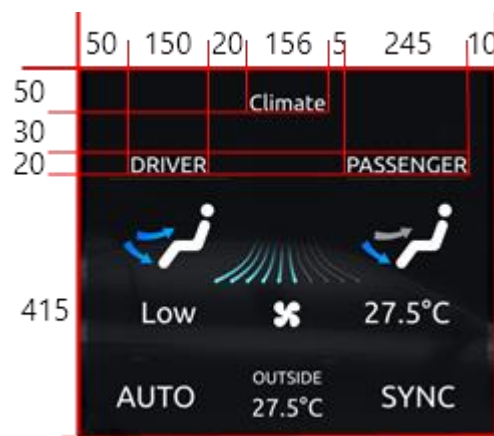 50 150 20 156 5 245 10
50
Climate
30
20
DRIVER PASSENGER
415
Low 27.5°C
AUTO OUTSIDE SYNC
27.5°C